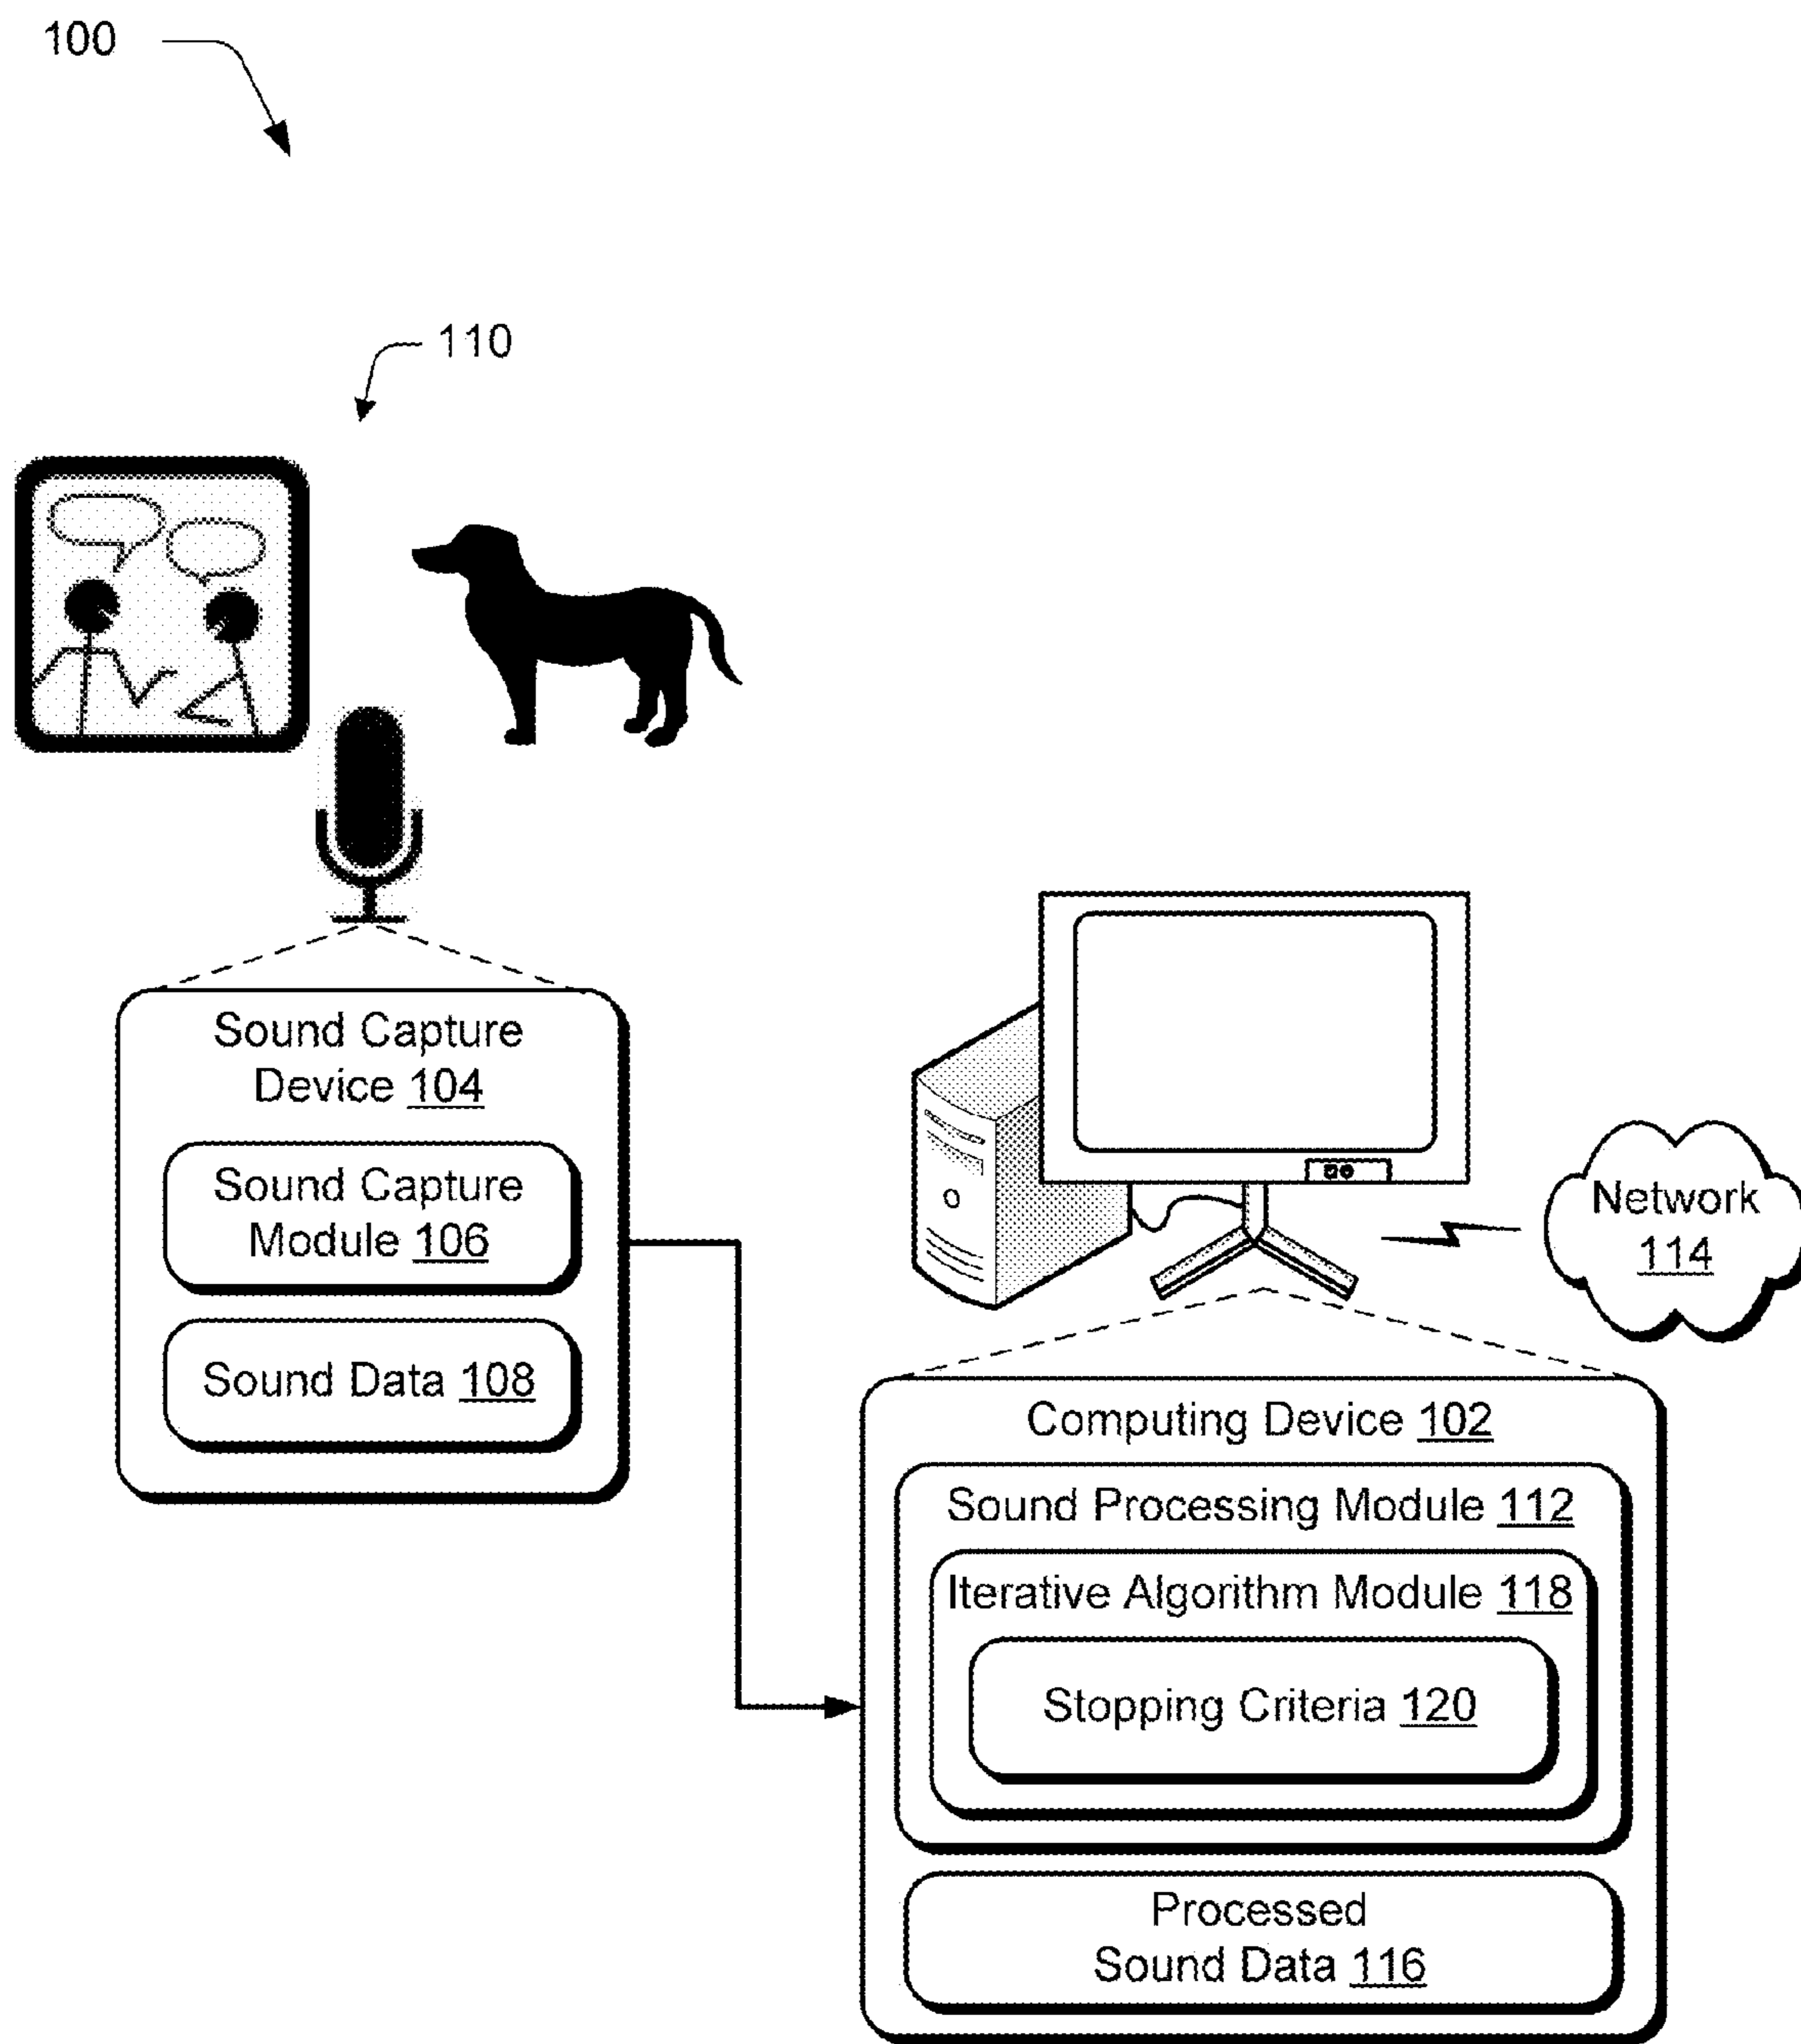 100
110
Sound Capture
Device 104
Sound Capture
Module 106
Sound Data 108
Network
114
Computing Device 102
Sound Processing Module 112
Iterative Algorithm Module 118
Stopping Criteria 120
Processed
Sound Data 116